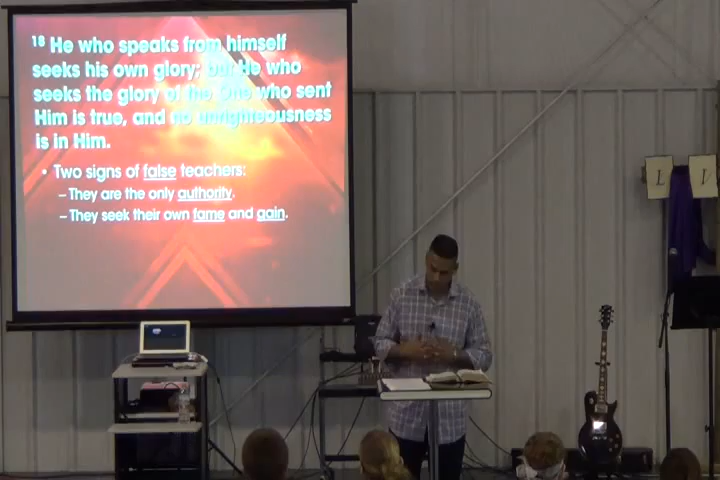 18 He who speaks from himself
seeks his own glory; but He who
seeks the glory of the One who sent
Him is true, and no unrighteousness
is in Him.
• Two signs of false teachers:
– They are the only authority.
– They seek their own fame and gain.
L